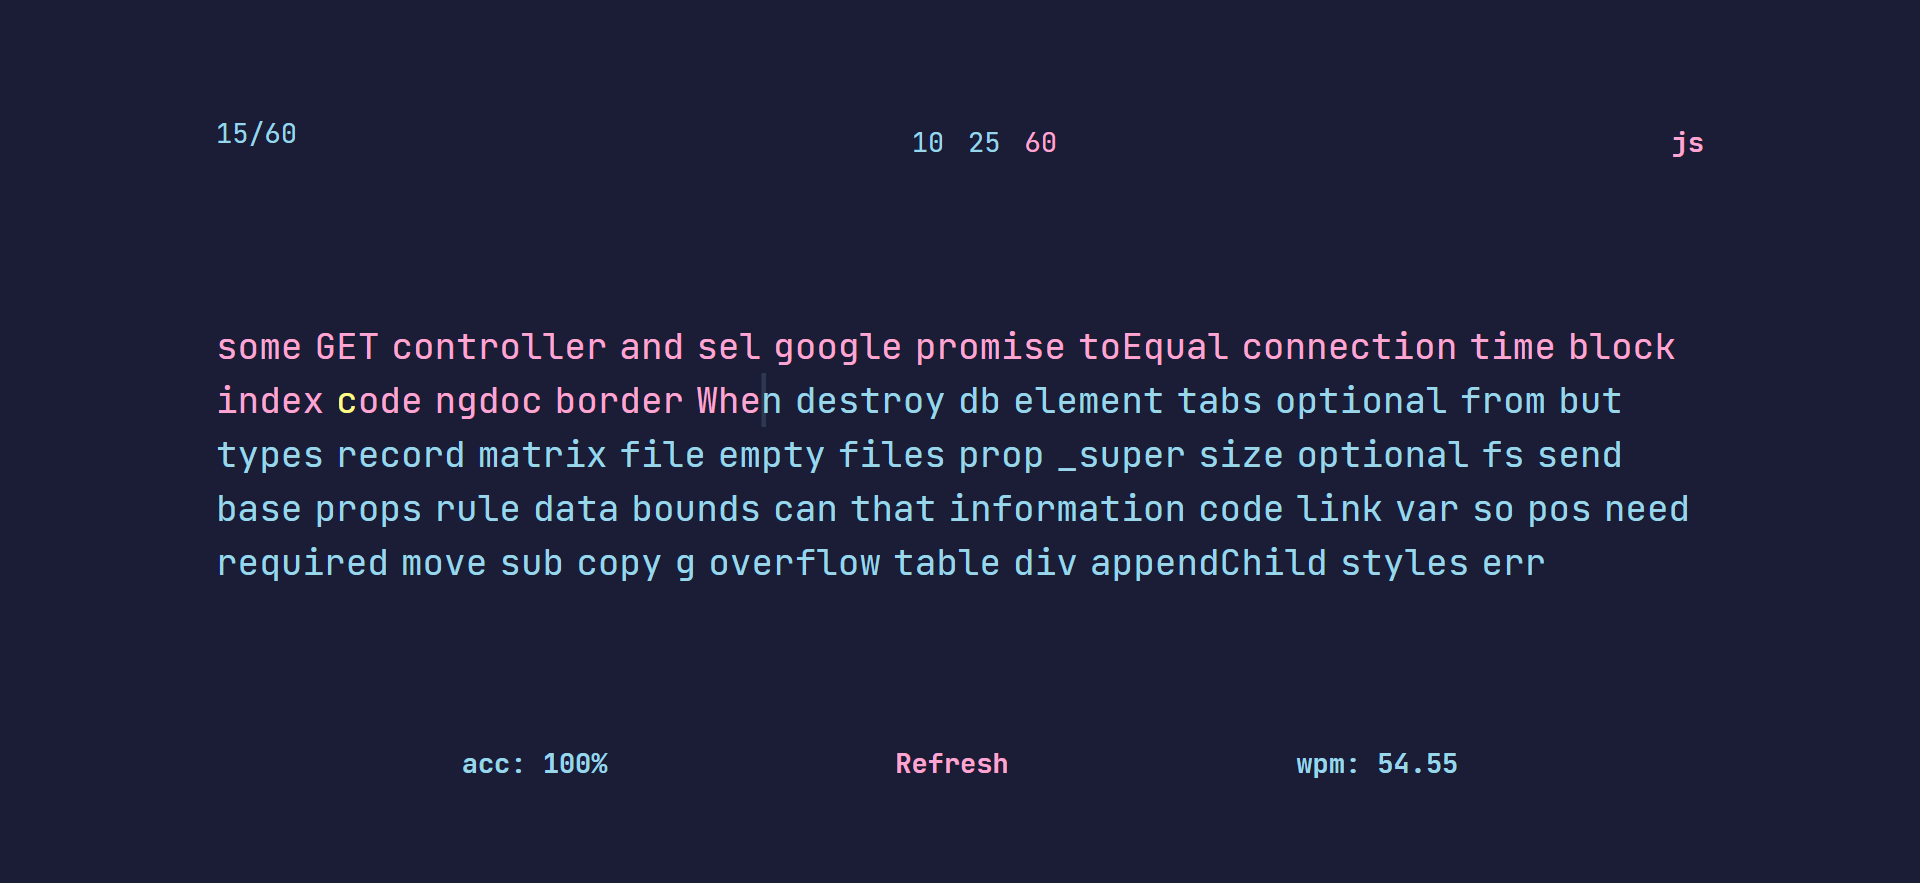 15/60
10 25 60
js
some GET controller and sel google promise toEqual connection time block
index code ngdoc border When destroy db element tabs optional from but
types record matrix file empty files prop _super size optional fs send
base props rule data bounds can that information code link var so pos need
required move sub copy g overflow table div appendChild styles err
acc: 100%
Refresh
wpm: 54.55